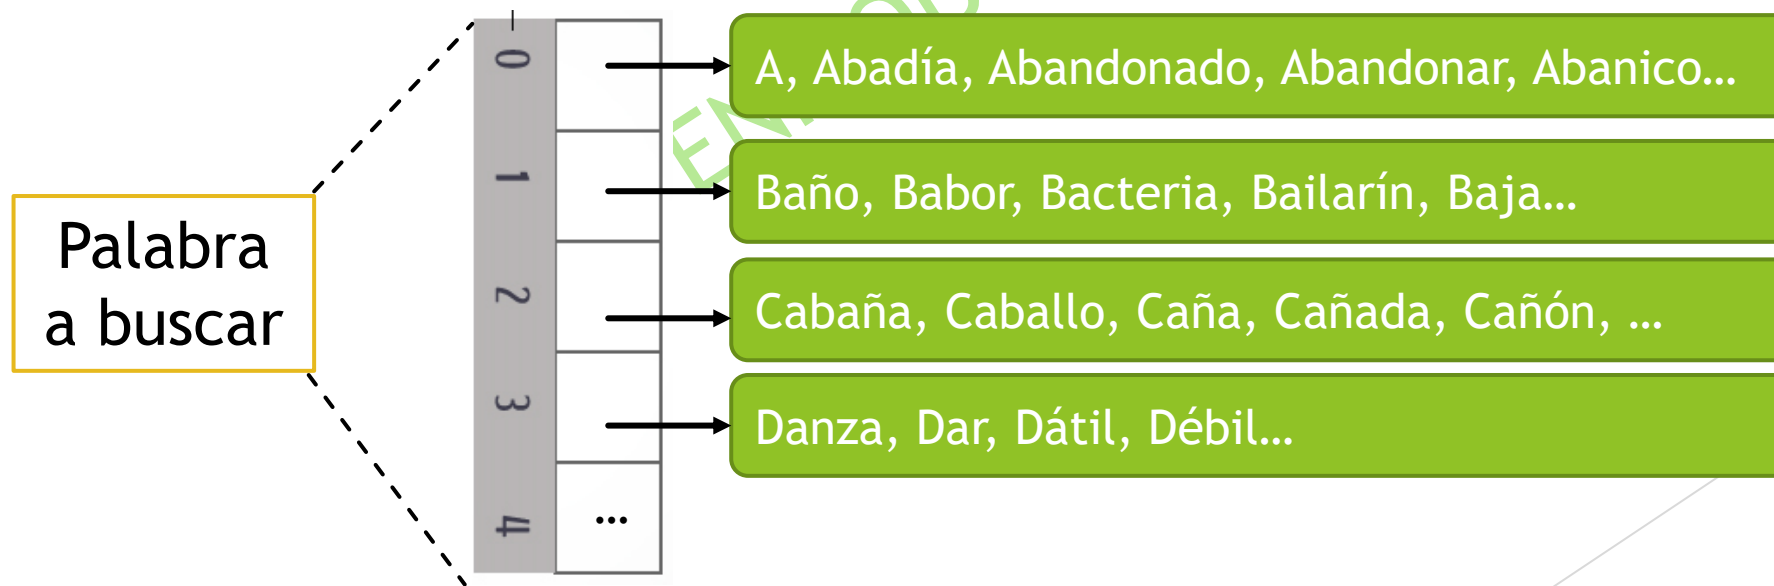 0
A, Abadía, Abandonado, Abandonar, Abanico...
1
Baño, Babor, Bacteria, Bailarín, Baja...
Palabra
a buscar
2
Cabaña, Caballo, Caña, Cañada, Cañón, ...
3
Danza, Dar, Dátil, Débil...
4
...